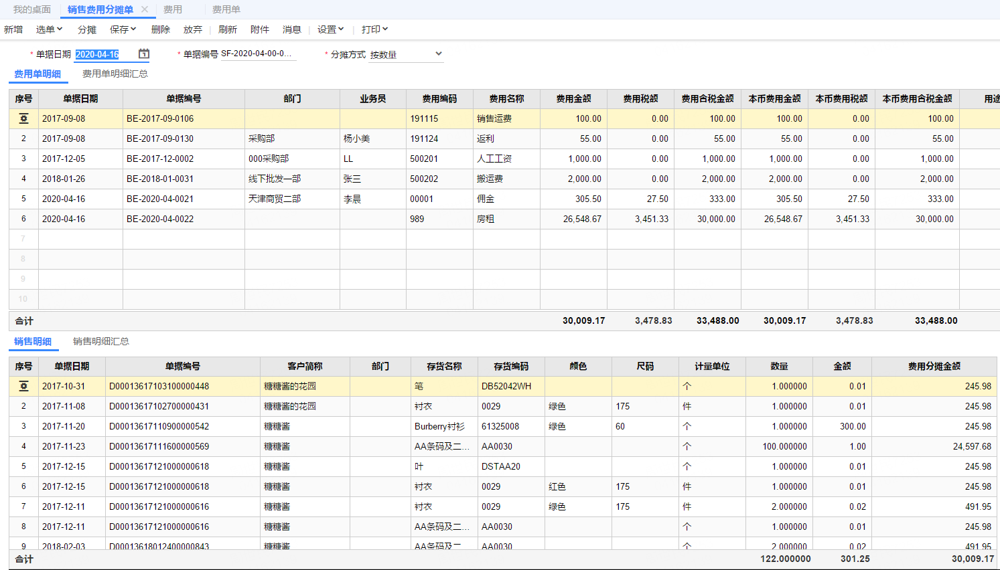 我的桌面 销售费用分摊单 × 费用 费用单
新增 选单 分摊 保存 删除 放弃 刷新 附件 消息 设置 打印
* 单据日期 2020-04-16 * 单据编号 SF-2020-04-00-0... * 分摊方式 按数量
费用单明细 费用单明细汇总
序号 单据日期 单据编号 部门 业务员 费用编码 费用名称 费用金额 费用税额 费用含税金额 本币费用金额 本币费用税额 本币费用含税金额 用途
2017-09-08 BE-2017-09-0106 191115 销售运费 100.00 0.00 100.00 100.00 0.00 100.00
2 2017-09-08 BE-2017-09-0130 采购部 杨小美 191124 返利 55.00 0.00 55.00 55.00 0.00 55.00
3 2017-12-05 BE-2017-12-0002 000采购部 LL 500201 人工工资 1,000.00 0.00 1,000.00 1,000.00 0.00 1,000.00
4 2018-01-26 BE-2018-01-0031 线下批发一部 张三 500202 搬运费 2,000.00 0.00 2,000.00 2,000.00 0.00 2,000.00
5 2020-04-16 BE-2020-04-0021 天津商贸二部 李晨 00001 佣金 305.50 27.50 333.00 305.50 27.50 333.00
6 2020-04-16 BE-2020-04-0022 989 房租 26,548.67 3,451.33 30,000.00 26,548.67 3,451.33 30,000.00
7
8
9
10
合计 30,009.17 3,478.83 33,488.00 30,009.17 3,478.83 33,488.00
销售明细 销售明细汇总
序号 单据日期 单据编号 客户简称 部门 存货名称 存货编码 颜色 尺码 计量单位 数量 金额 费用分摊金额
2017-10-31 D00013617103100000448 糖糖酱的花园 笔 DB52042WH 个 1.000000 0.01 245.98
2 2017-11-08 D00013617102700000431 糖糖酱的花园 衬衣 0029 绿色 175 件 1.000000 0.01 245.98
3 2017-11-20 D00013617110900000542 糖糖酱 Burberry衬衫 61325008 绿色 60 个 1.000000 300.00 245.98
4 2017-11-23 D00013617111600000569 糖糖酱 AA条码及二... AA0030 个 100.000000 1.00 24,597.68
5 2017-12-15 D00013617121000000618 糖糖酱 叶 DSTAA20 个 1.000000 0.01 245.98
6 2017-12-15 D00013617121000000618 糖糖酱 衬衣 0029 红色 175 件 1.000000 0.01 245.98
7 2017-12-11 D00013617121000000616 糖糖酱 衬衣 0029 绿色 175 件 2.000000 0.02 491.95
8 2017-12-11 D00013617121000000616 糖糖酱 AA条码及二... AA0030 个 1.000000 0.01 245.98
9 2018-02-03 D00013618012400000843 糖糖酱 AA条码及二 AA0030 个 2.000000 0.02 491.95
合计 122.000000 301.25 30,009.17